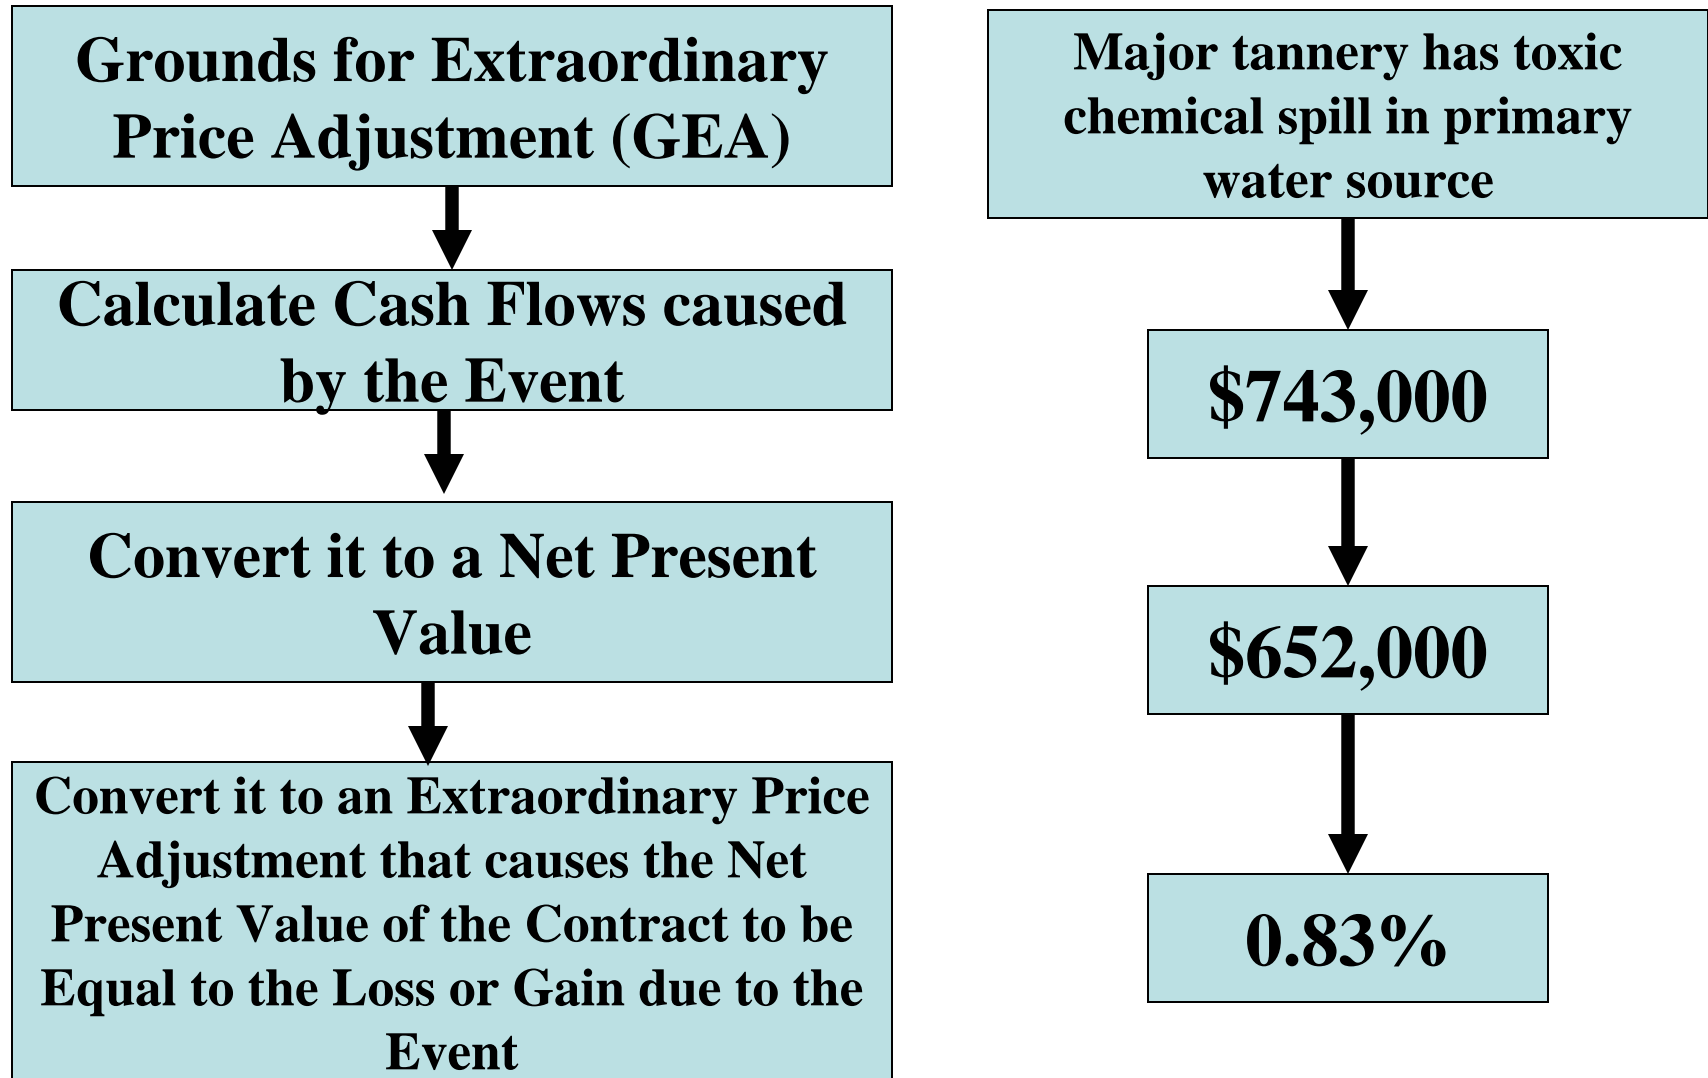 Grounds for Extraordinary
Price Adjustment (GEA)
Calculate Cash Flows caused
by the Event
Convert it to a Net Present
Value
Convert it to an Extraordinary Price
Adjustment that causes the Net
Present Value of the Contract to be
Equal to the Loss or Gain due to the
Event
Major tannery has toxic
chemical spill in primary
water source
$743,000
$652,000
0.83%